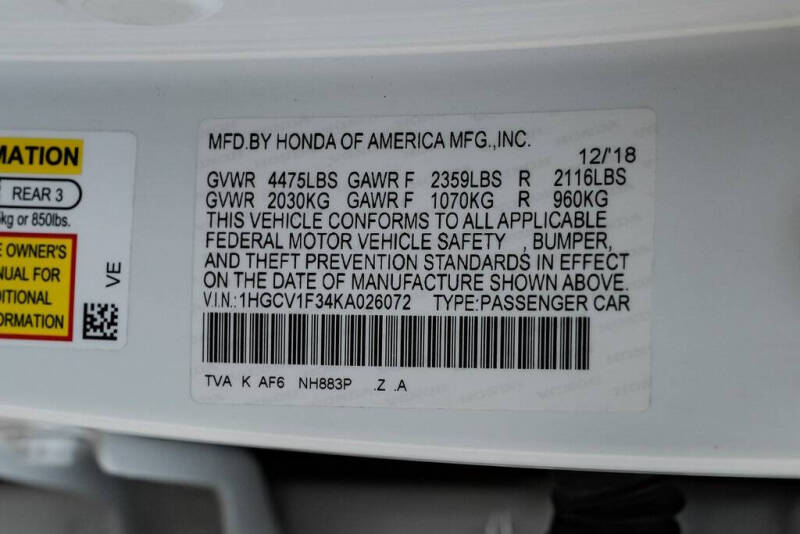 MATION
REAR 3
kg or 850lbs.
OWNER'S
FOR
VE
MFD.BY HONDA OF AMERICA MFG.,INC.
12/'18
GVWR 4475LBS GAWR F 2359LBS R 2116LBS
GVWR 2030KG GAWR F 1070KG R 960KG
THIS VEHICLE CONFORMS TO ALL APPLICABLE
FEDERAL MOTOR VEHICLE SAFETY , BUMPER,
AND THEFT PREVENTION STANDARDS IN EFFECT
ON THE DATE OF MANUFACTURE SHOWN ABOVE.
V.I.N.:1HGCV1F34KA026072 TYPE:PASSENGER CAR
TVA K AF6 NH883P .Z .A